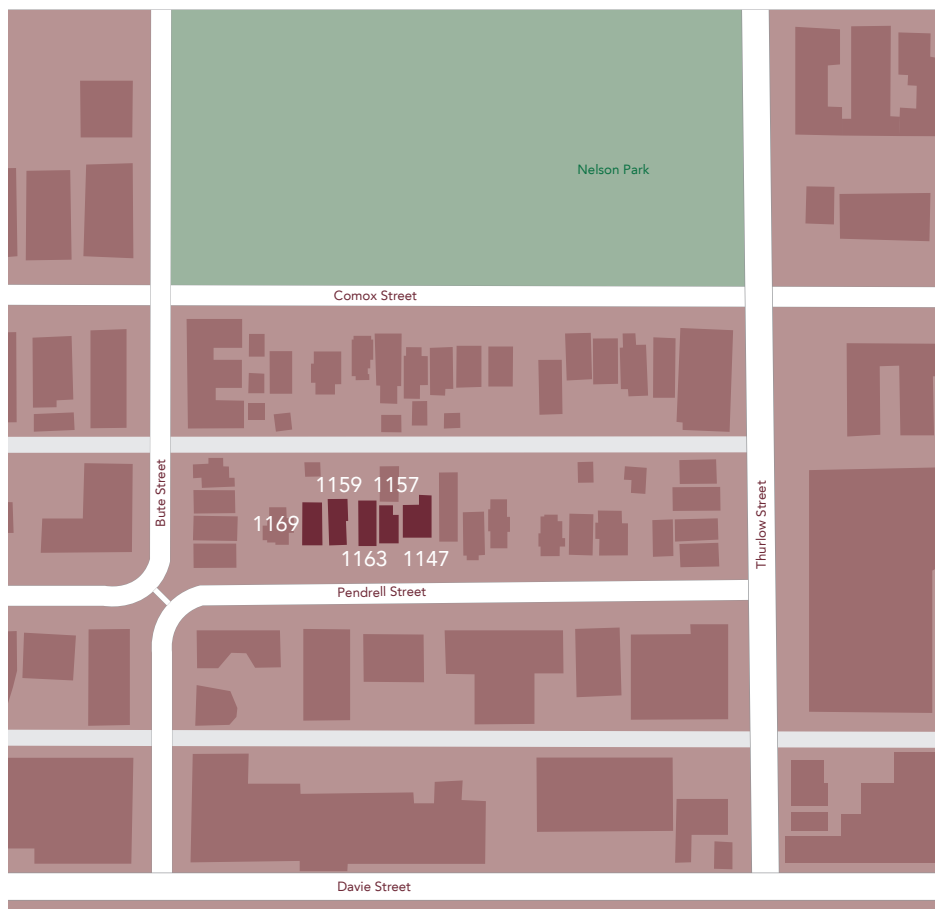 Nelson Park
Comox Street
Bute Street
Thurlow Street
1159 1157
1169
1163 1147
Pendrell Street
Davie Street